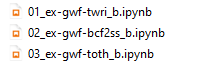 01_ex-gwf-twri_b.ipynb
02_ex-gwf-bcf2ss_b.ipynb
03_ex-gwf-toth_b.ipynb